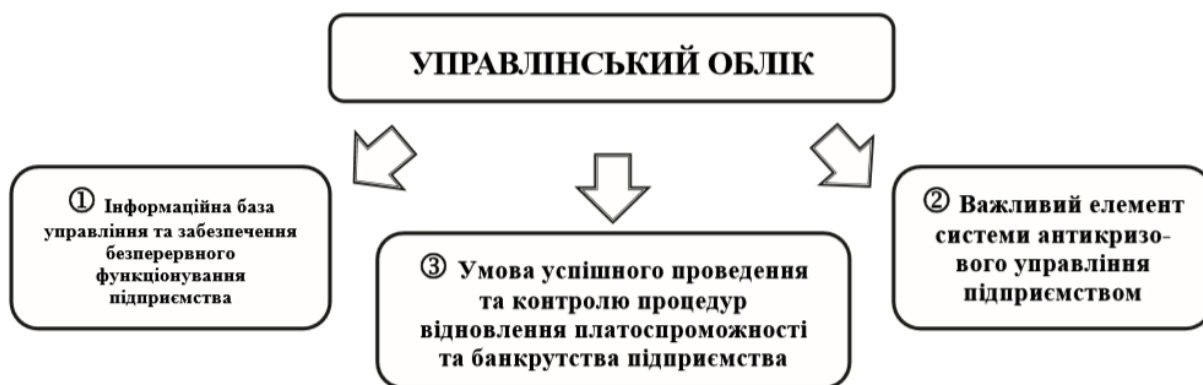 УПРАВЛІНСЬКИЙ ОБЛІК
① Інформаційна база
управління та забезпечення
безперервного
функціонування
підприємства
② Важливий елемент
системи антикризо-
вого управління
підприємством
③ Умова успішного проведення
та контролю процедур
відновлення платоспроможності
та банкрутства підприємства